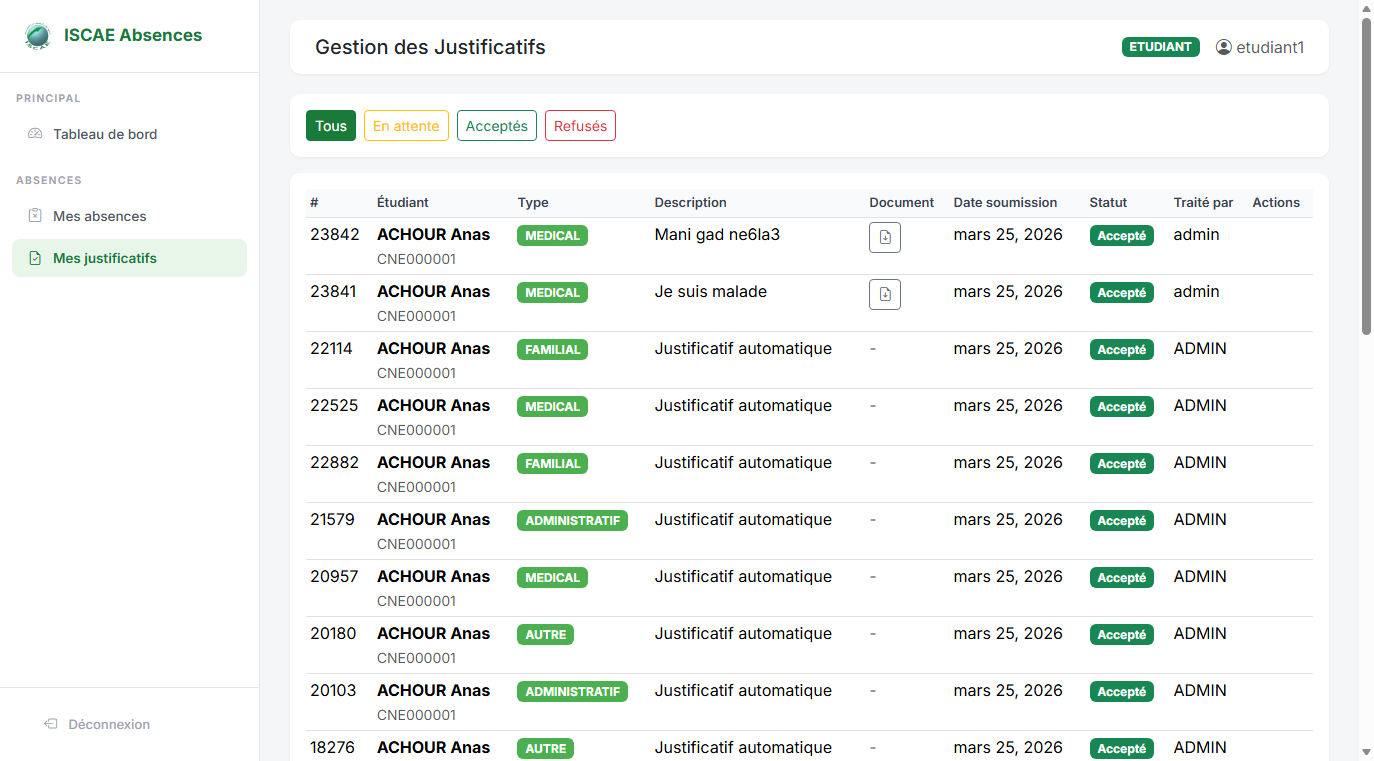 ISCAE Absences
PRINCIPAL
Tableau de bord
ABSENCES
Mes absences
Mes justificatifs
Déconnexion
Gestion des Justificatifs
ETUDIANT etudiant1
Tous En attente Acceptés Refusés
# Étudiant Type Description Document Date soumission Statut Traité par Actions
23842 ACHOUR Anas MEDICAL Mani gad ne6la3 mars 25, 2026 Accepté admin
CNE000001
23841 ACHOUR Anas MEDICAL Je suis malade mars 25, 2026 Accepté admin
CNE000001
22114 ACHOUR Anas FAMILIAL Justificatif automatique - mars 25, 2026 Accepté ADMIN
CNE000001
22525 ACHOUR Anas MEDICAL Justificatif automatique - mars 25, 2026 Accepté ADMIN
CNE000001
22882 ACHOUR Anas FAMILIAL Justificatif automatique - mars 25, 2026 Accepté ADMIN
CNE000001
21579 ACHOUR Anas ADMINISTRATIF Justificatif automatique - mars 25, 2026 Accepté ADMIN
CNE000001
20957 ACHOUR Anas MEDICAL Justificatif automatique - mars 25, 2026 Accepté ADMIN
CNE000001
20180 ACHOUR Anas AUTRE Justificatif automatique - mars 25, 2026 Accepté ADMIN
CNE000001
20103 ACHOUR Anas ADMINISTRATIF Justificatif automatique - mars 25, 2026 Accepté ADMIN
CNE000001
18276 ACHOUR Anas AUTRE Justificatif automatique - mars 25, 2026 Accepté ADMIN